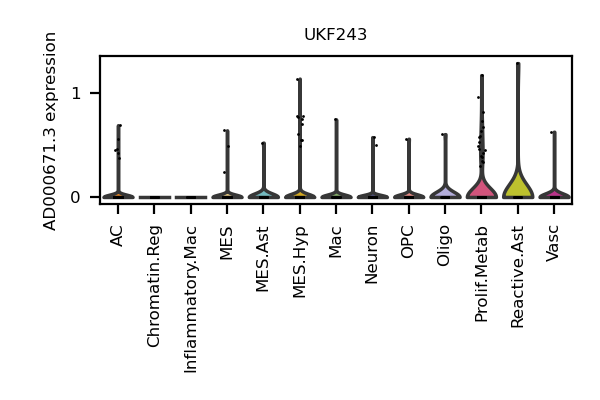 UKF243
AD000671.3 expression
1
0
AC
Chromatin.Reg
Inflammatory.Mac
MES
MES.Ast
MES.Hyp
Mac
Neuron
OPC
Oligo
Prolif.Metab
Reactive.Ast
Vasc